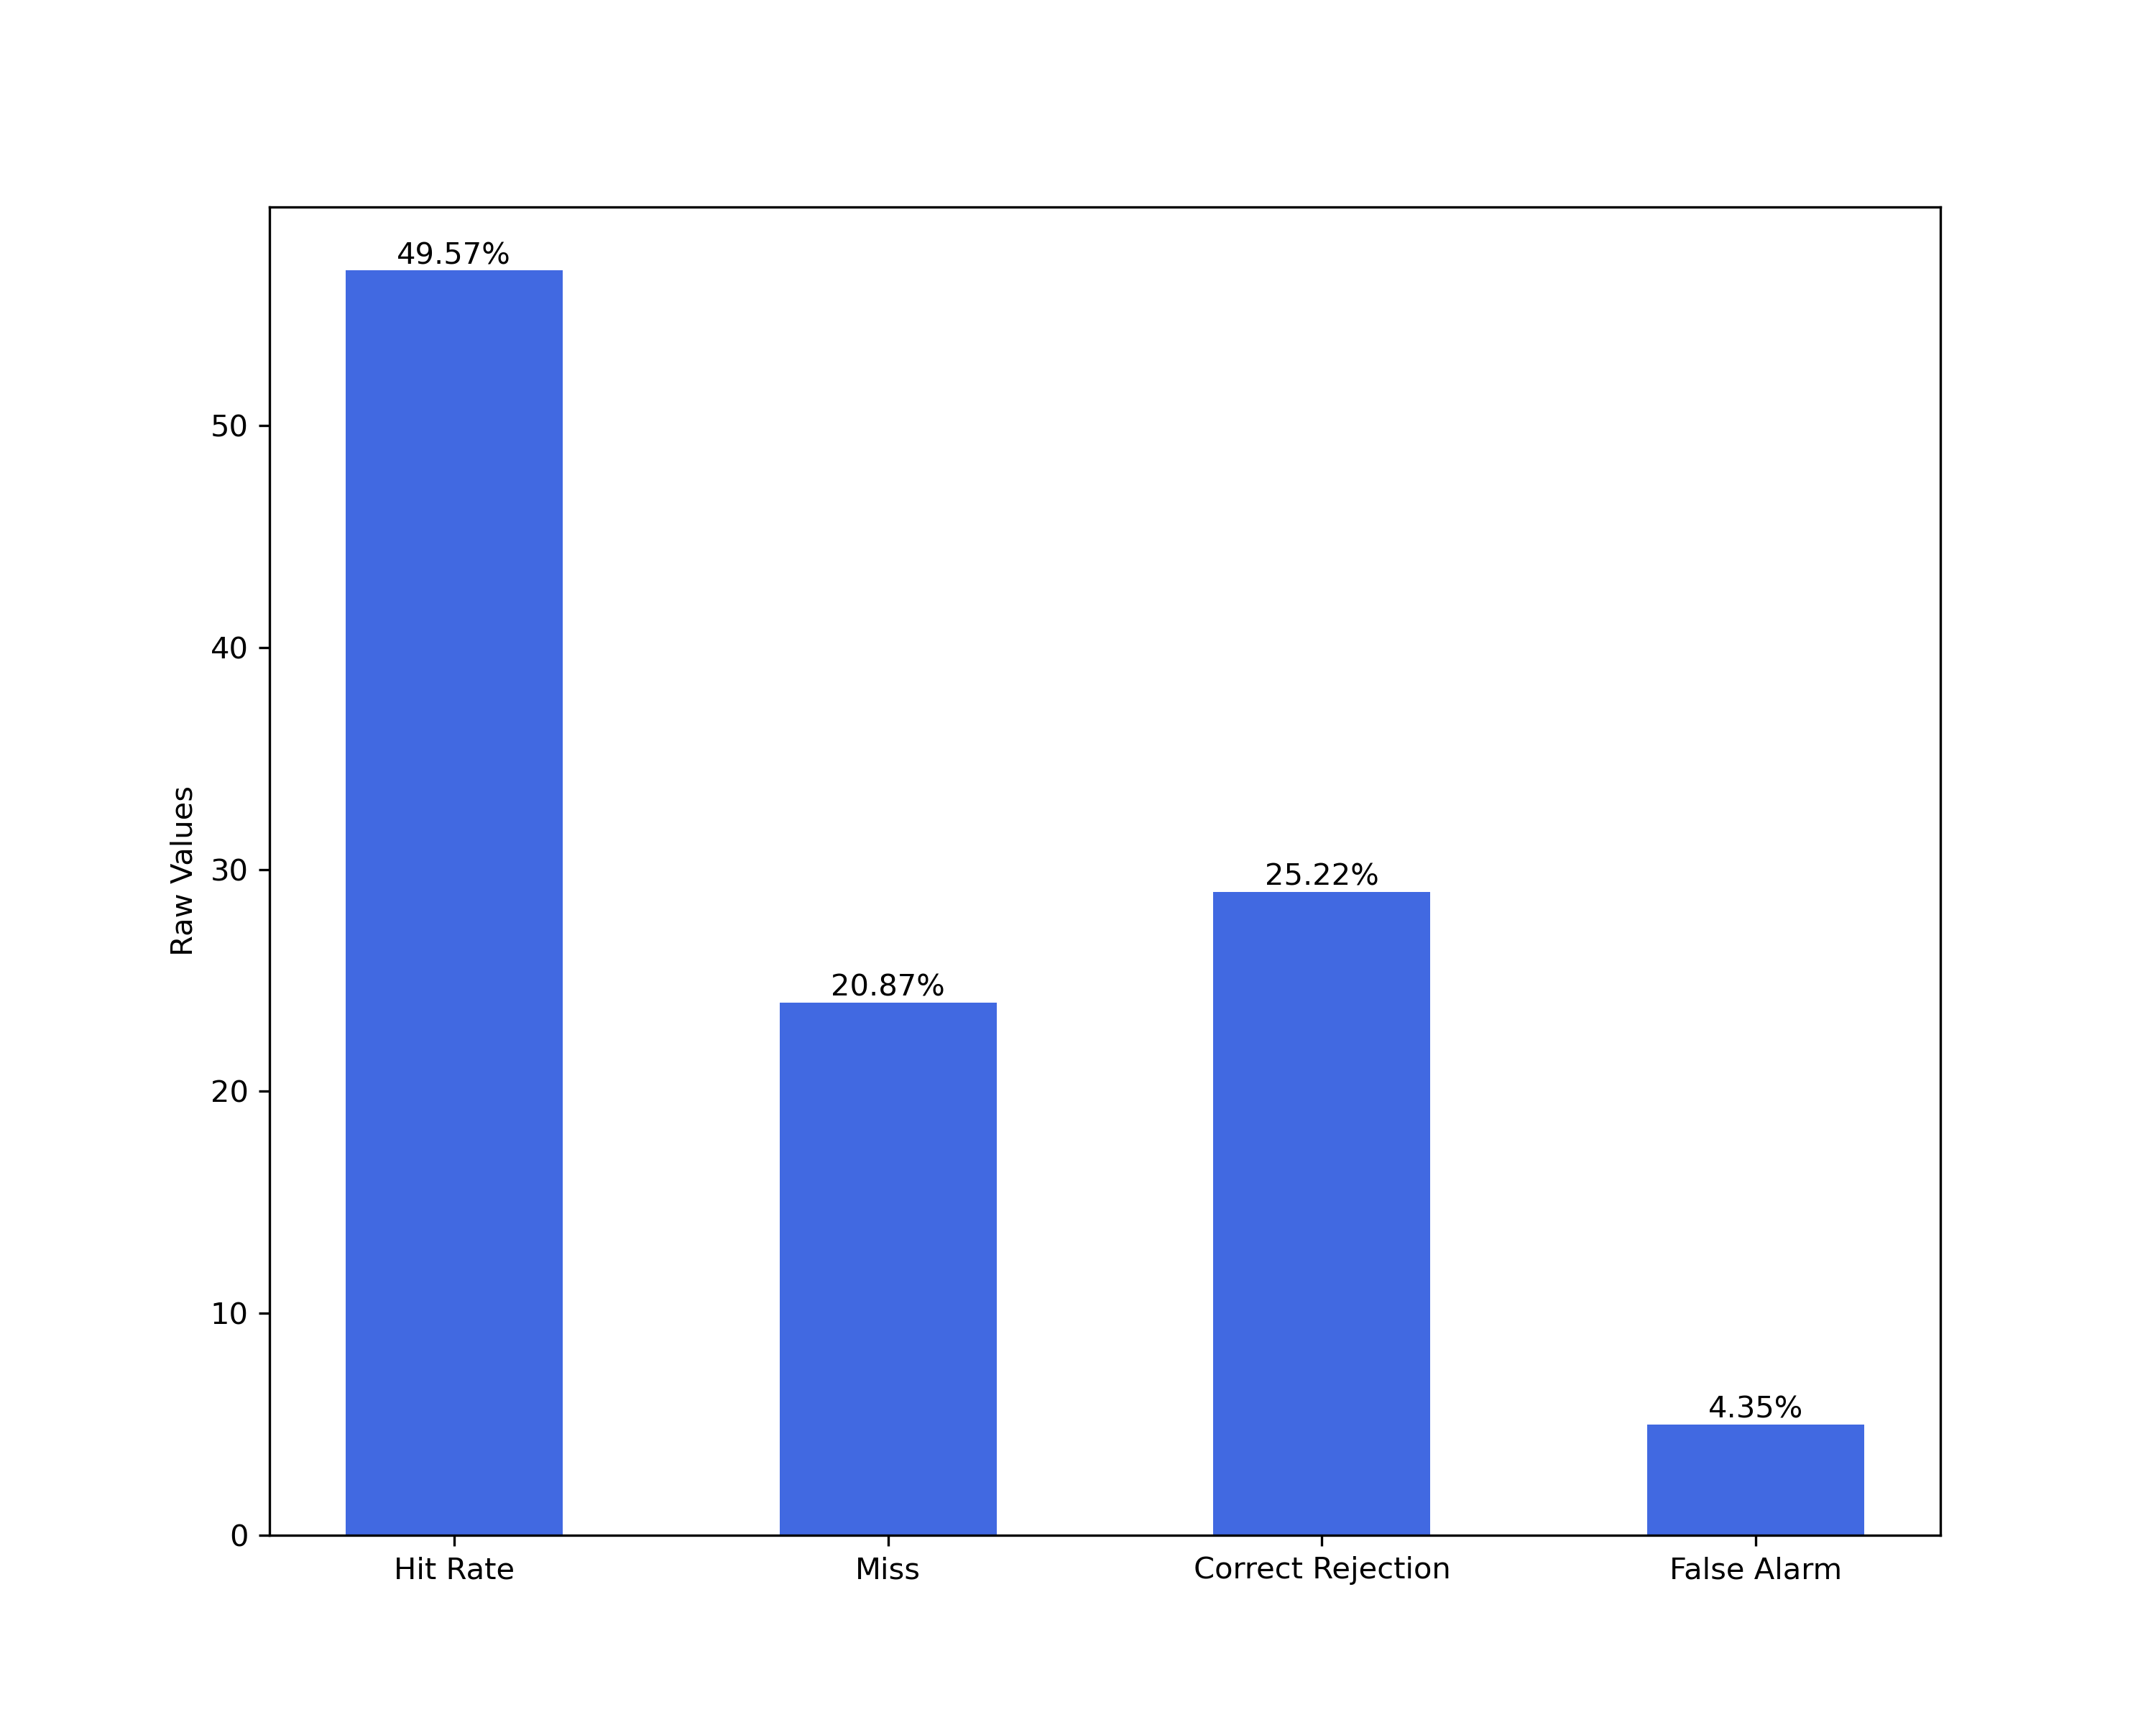 49.57%
50
40
25.22%
30
Raw Values
20.87%
20
4.35%
10
0
Hit Rate
Miss
Correct Rejection
False Alarm